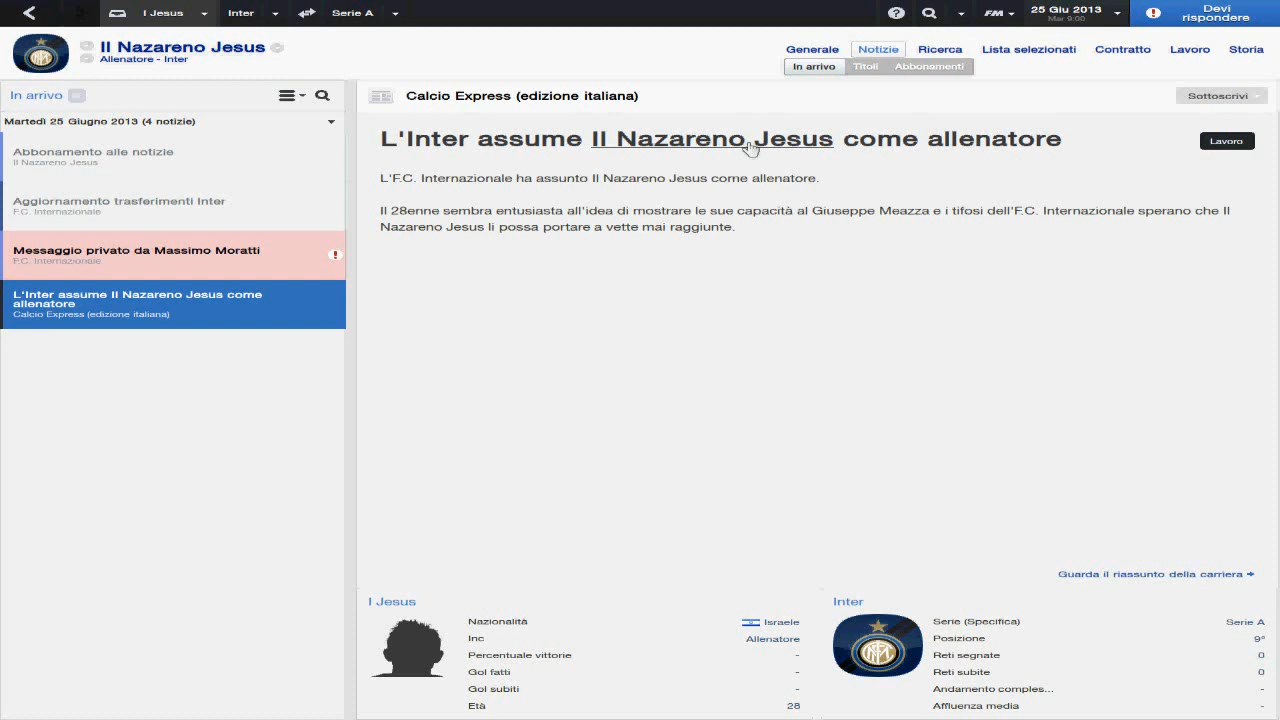 I Jesus
Inter
Serie A
FM
25 Giu 2013
Mar 9:00
Devi
rispondere
Il Nazareno Jesus
Allenatore - Inter
Generale
Notizie
Ricerca
Lista selezionati
Contratto
Lavoro
Storia
In arrivo
Titoli
Abbonamenti
In arrivo
Martedì 25 Giugno 2013 (4 notizie)
Abbonamento alle notizie
Il Nazareno Jesus
Aggiornamento trasferimenti Inter
F.C. Internazionale
Messaggio privato da Massimo Moratti
F.C. Internazionale
L'Inter assume Il Nazareno Jesus come
allenatore
Calcio Express (edizione italiana)
Calcio Express (edizione italiana)
Sottoscrivi
L'Inter assume Il Nazareno Jesus come allenatore
Lavoro
L'F.C. Internazionale ha assunto Il Nazareno Jesus come allenatore.
Il 28enne sembra entusiasta all'idea di mostrare le sue capacità al Giuseppe Meazza e i tifosi dell'F.C. Internazionale sperano che Il
Nazareno Jesus li possa portare a vette mai raggiunte.
Guarda il riassunto della carriera
I Jesus
Nazionalità Israele
Inc Allenatore
Percentuale vittorie -
Gol fatti -
Gol subiti -
Età 28
Inter
Serie (Specifica) Serie A
Posizione 9°
Reti segnate 0
Reti subite 0
Andamento comples... -
Affluenza media -